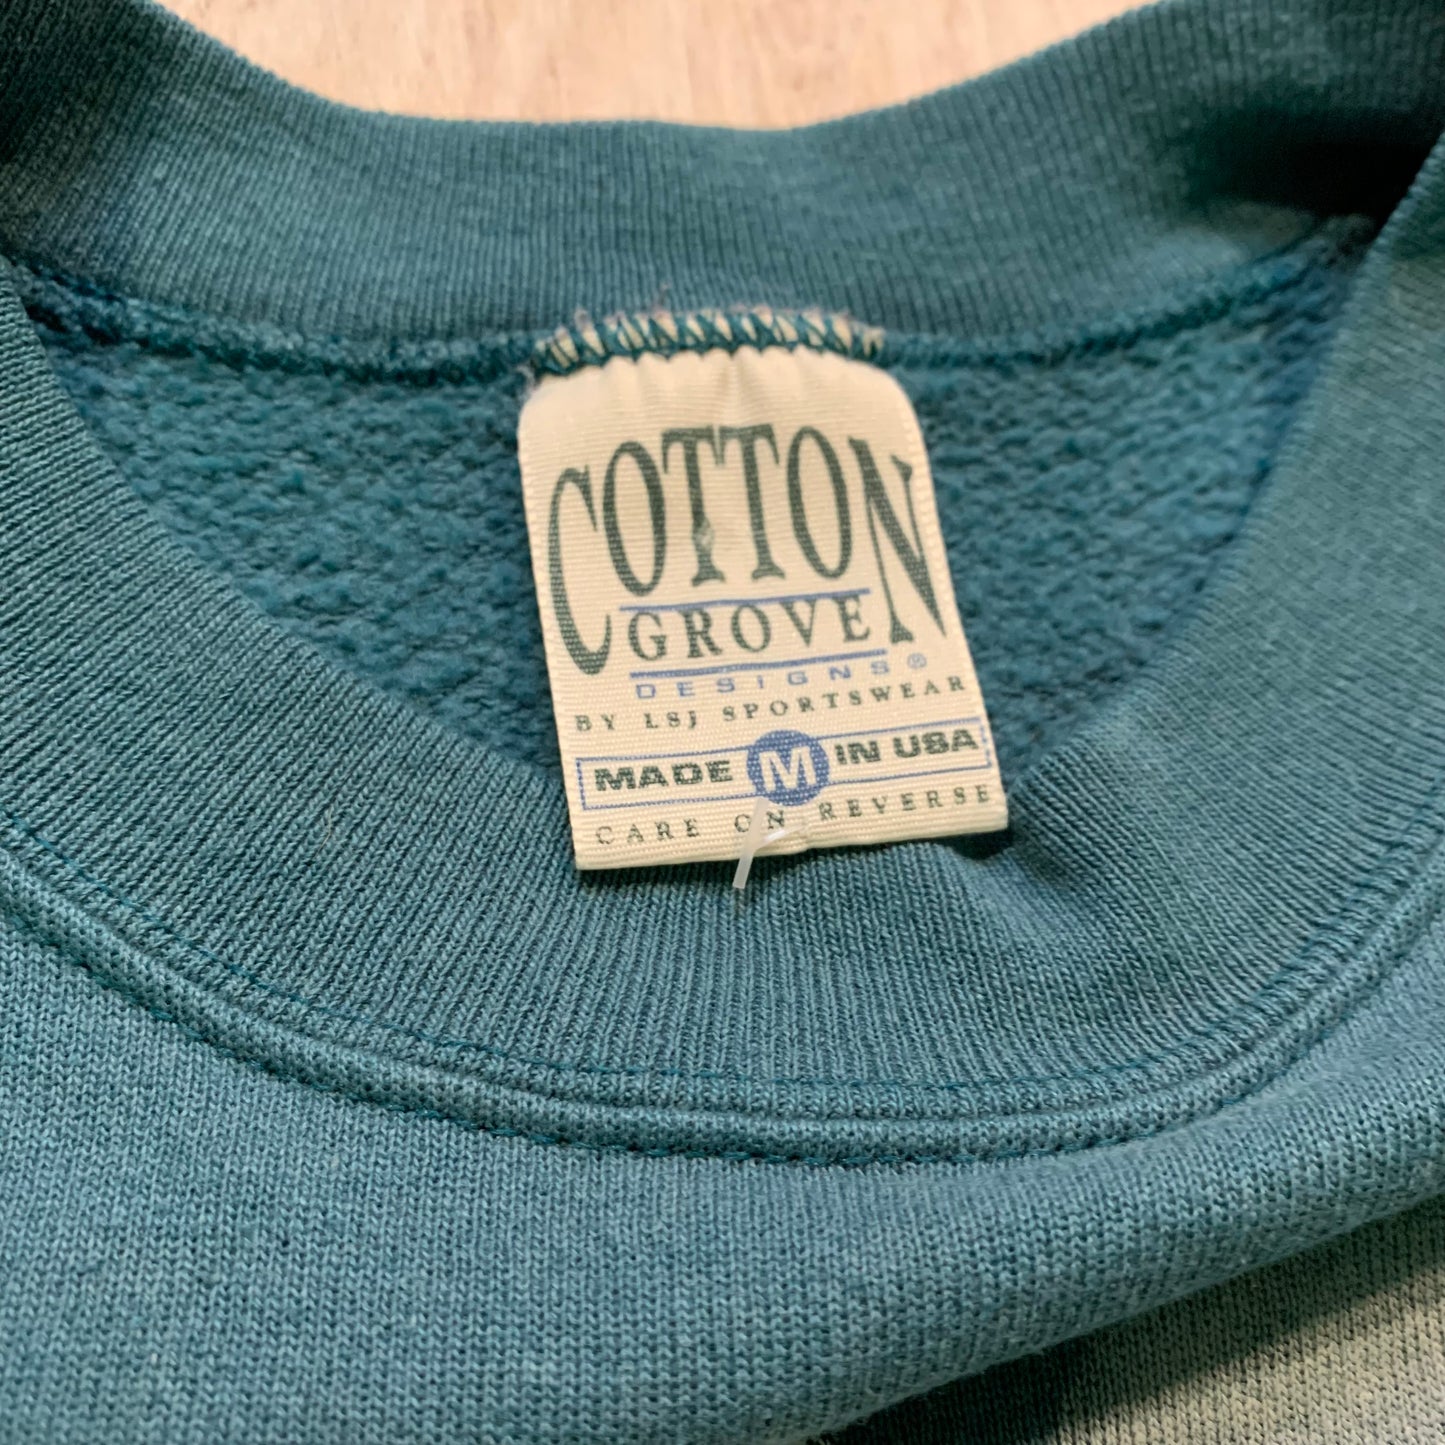 COTTON
GROVE
DESIGNS®
BY LSJ SPORTSWEAR
MADE M IN USA
CARE ON REVERSE